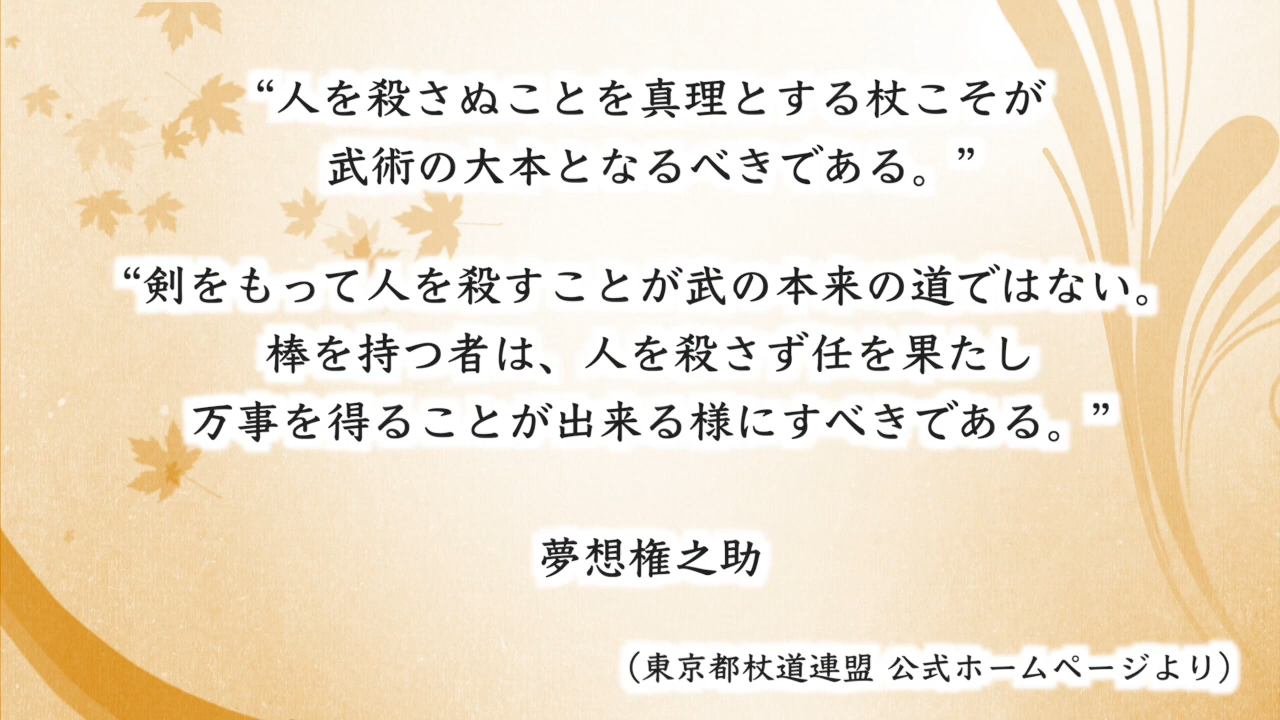 “人を殺さぬことを真理とする杖こそが
武術の大本となるべきである。”
“剣をもって人を殺すことが武の本来の道ではない。
棒を持つ者は、人を殺さず任を果たし
万事を得ることが出来る様にすべきである。”
夢想権之助
（東京都杖道連盟 公式ホームページより）